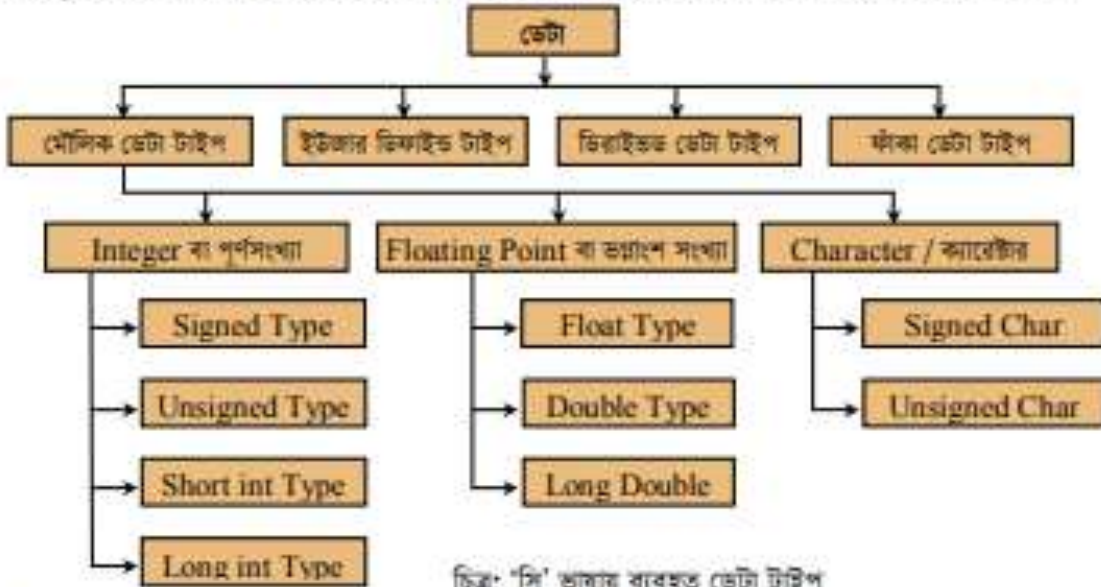 ডেটা
মৌলিক ডেটা টাইপ ইউজার ডিফাইন্ড টাইপ ডিরাইভড ডেটা টাইপ ফাঁকা ডেটা টাইপ
Integer বা পূর্ণসংখ্যা Floating Point বা ভগ্নাংশ সংখ্যা Character / ক্যারেক্টার
Signed Type Float Type Signed Char
Unsigned Type Double Type Unsigned Char
Short int Type Long Double
Long int Type
চিত্র: ‘সি’ ভাষায় ব্যবহৃত ডেটা টাইপ